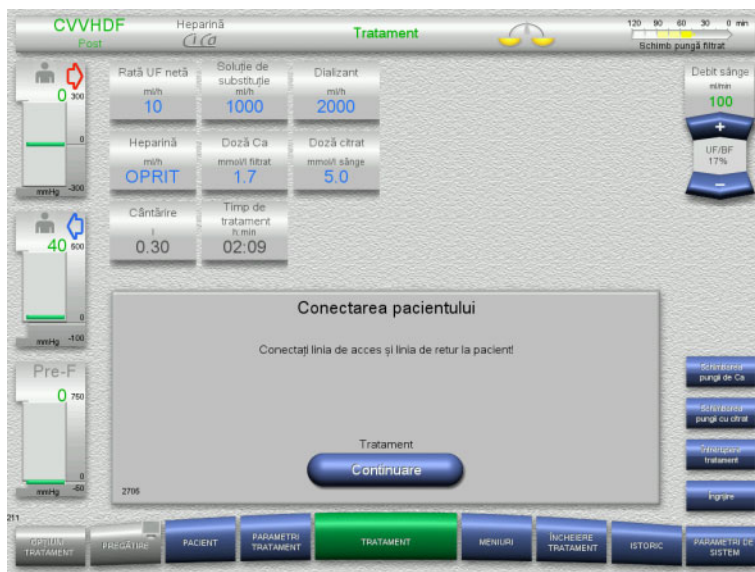 CVVHDF
Post
Heparină
Ci Ca
Tratament
120 90 60 30 0 min
Schimb pungă filtrat
0
300
0
mmHg -300
40
500
0
mmHg -100
Pre-F
0
750
0
mmHg -50
Rată UF netă
ml/h
10
Soluție de
substituție
ml/h
1000
Dializant
ml/h
2000
Heparină
ml/h
OPRIT
Doză Ca
mmol/l filtrat
1.7
Doză citrat
mmol/l sânge
5.0
Cântărire
l
0.30
Timp de
tratament
h:min
02:09
Debit sânge
ml/min
100
+
UF/BF
17%
−
Conectarea pacientului
Conectați linia de acces și linia de retur la pacient!
Tratament
Continuare
2705
Schimbarea
pungii de Ca
Schimbarea
pungii cu citrat
Întrerupere
tratament
Îngrijire
211
OPȚIUNI
TRATAMENT
PREGĂTIRE
PACIENT
PARAMETRI
TRATAMENT
TRATAMENT
MENIURI
ÎNCHEIERE
TRATAMENT
ISTORIC
PARAMETRI DE
SISTEM